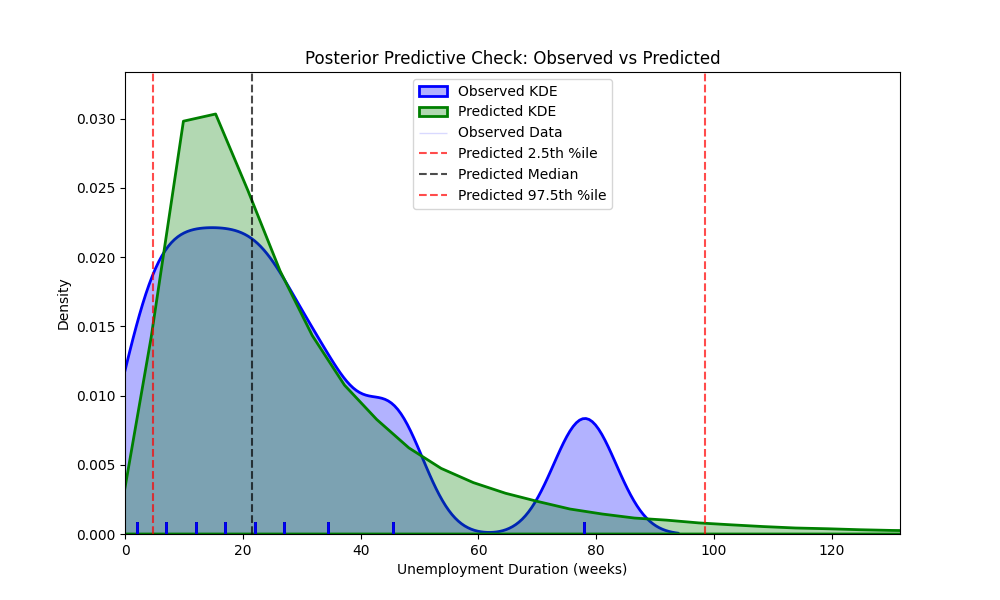 Posterior Predictive Check: Observed vs Predicted
Observed KDE
Predicted KDE
Observed Data
Predicted 2.5th %ile
Predicted Median
Predicted 97.5th %ile
Density
0.030
0.025
0.020
0.015
0.010
0.005
0.000
0 20 40 60 80 100 120
Unemployment Duration (weeks)